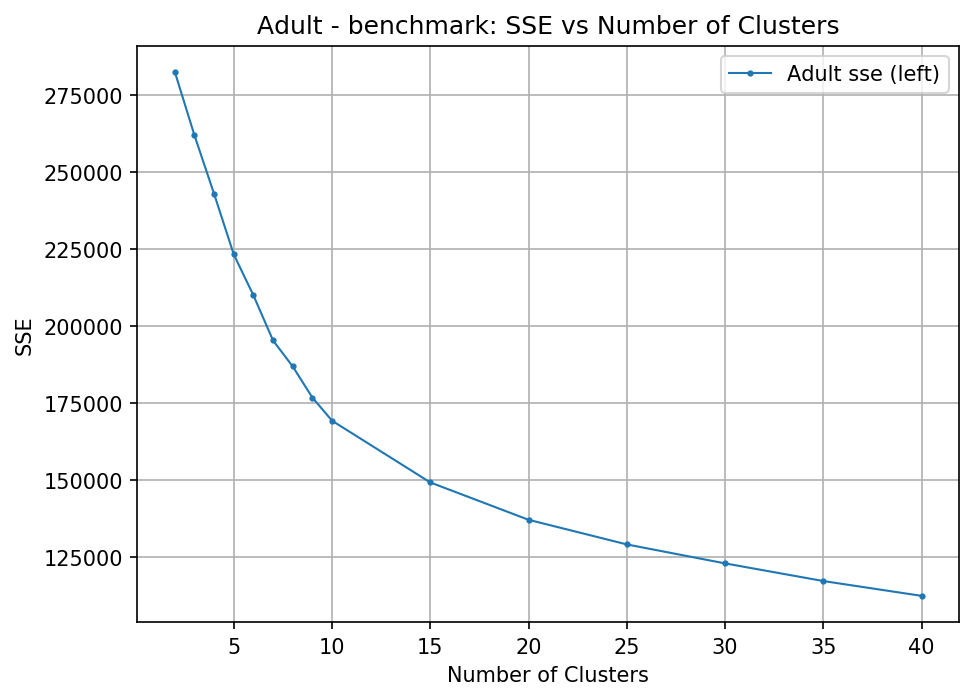 Adult - benchmark: SSE vs Number of Clusters
Adult sse (left)
275000
250000
225000
200000
175000
150000
125000
SSE
5 10 15 20 25 30 35 40
Number of Clusters